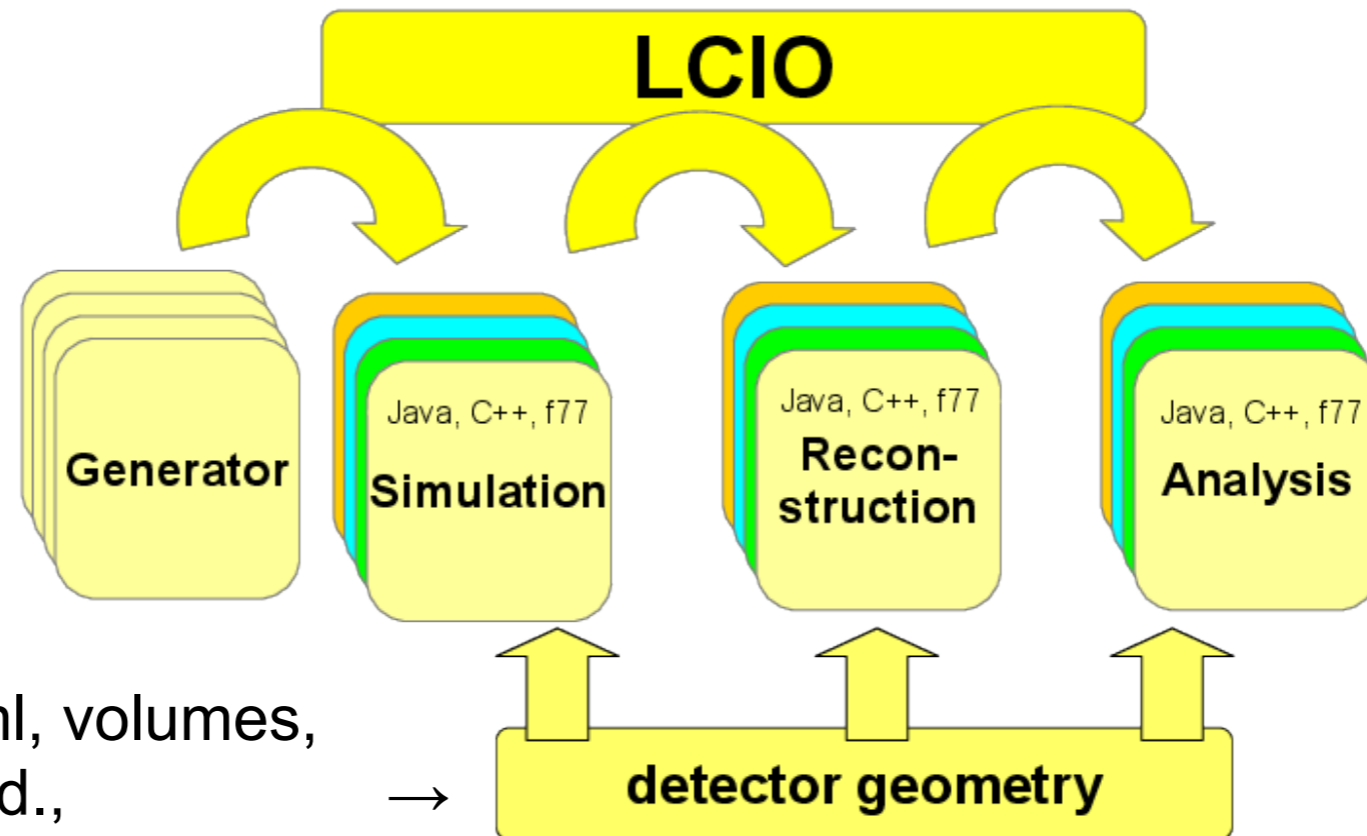 LCIO
Generator
Java, C++, f77
Simulation
Java, C++, f77
Recon-
struction
Java, C++, f77
Analysis
volumes,
→
detector geometry